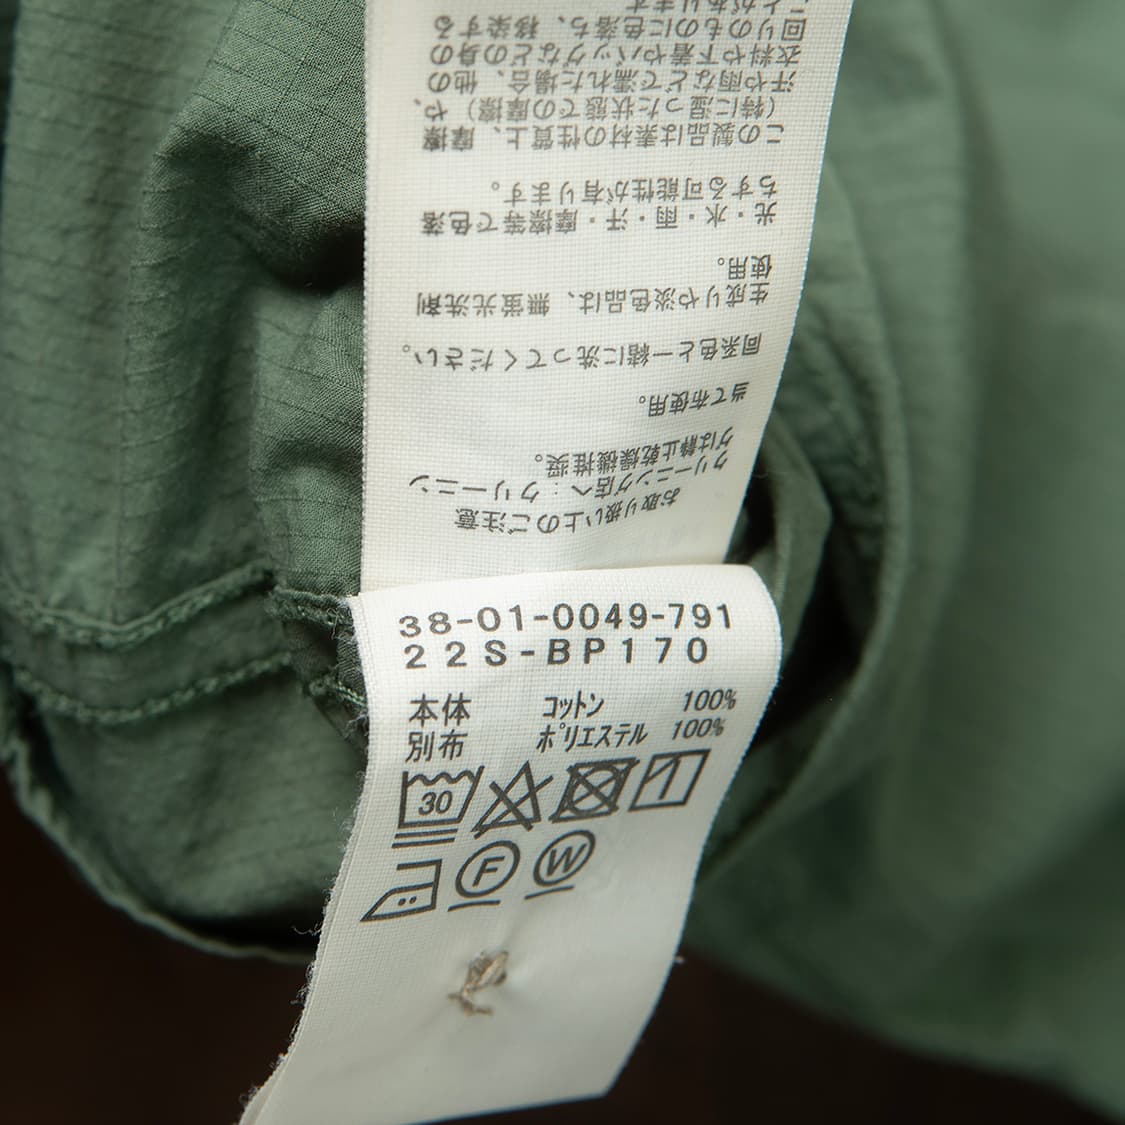 38-01-0049-791
22S-BP170
本体 コットン 100%
別布 ポリエステル 100%
30
F W
お取り扱い上のご注意
クリーニング店へ:クリーニン
グは静止乾燥機推奨。
当て布使用。
同系色と一緒に洗ってください。
生成りや淡色品は、無蛍光洗剤
使用。
光・水・雨・汗・摩擦等で色落
ちする可能性が有ります。
この製品は素材の性質上、摩擦
(特に湿った状態での摩擦)や、
汗や雨などで濡れた場合、他の
衣料や下着やバッグなどの身の
回りのものに色落ち、移染する
ことがあります